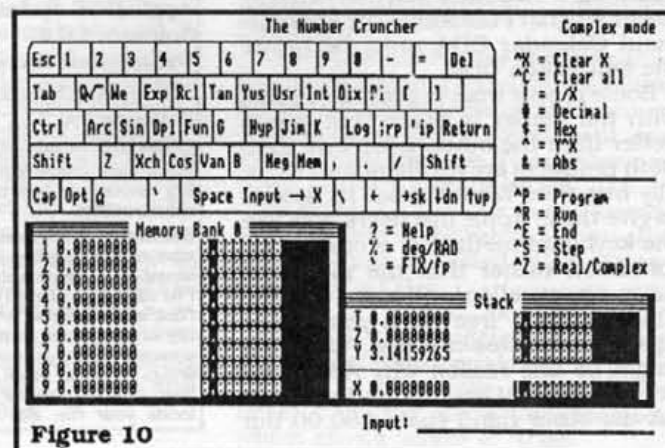 The Number Cruncher Complex mode
Esc 1 2 3 4 5 6 7 8 9 0 - = Del
Tab Q/~ We Exp Rcl Tan Yus Usr Int Oix Pi [ ]
Ctrl Arc Sin Dpl Fun G Hyp Jim K Log Return
Shift Z Xch Cos Van B Neg Mem , . / Shift
Cap Opt Space Input → X \ ← →sk ↓dn ↑up
^X = Clear X
^C = Clear all
! = 1/X
# = Decimal
$ = Hex
^ = Y^X
& = Abs
^P = Program
^R = Run
^E = End
^S = Step
^Z = Real/Complex
? = Help
% = deg/RAD
` = FIX/fp
Memory Bank 0
1 0.00000000
2 0.00000000
3 0.00000000
4 0.00000000
5 0.00000000
6 0.00000000
7 0.00000000
8 0.00000000
9 0.00000000
Stack
T 0.00000000
Z 0.00000000
Y 3.14159265
X 0.00000000
Input:
Figure 10